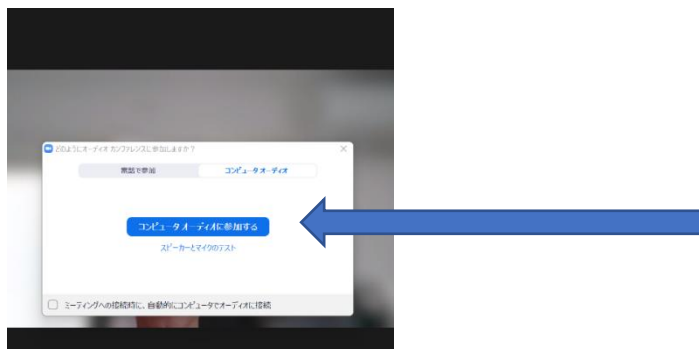 どのようにオーディオ カンファレンスに参加しますか？
電話で参加
コンピュータ オーディオ
コンピュータ オーディオに参加する
スピーカーとマイクのテスト
ミーティングへの接続時に、自動的にコンピュータでオーディオに接続